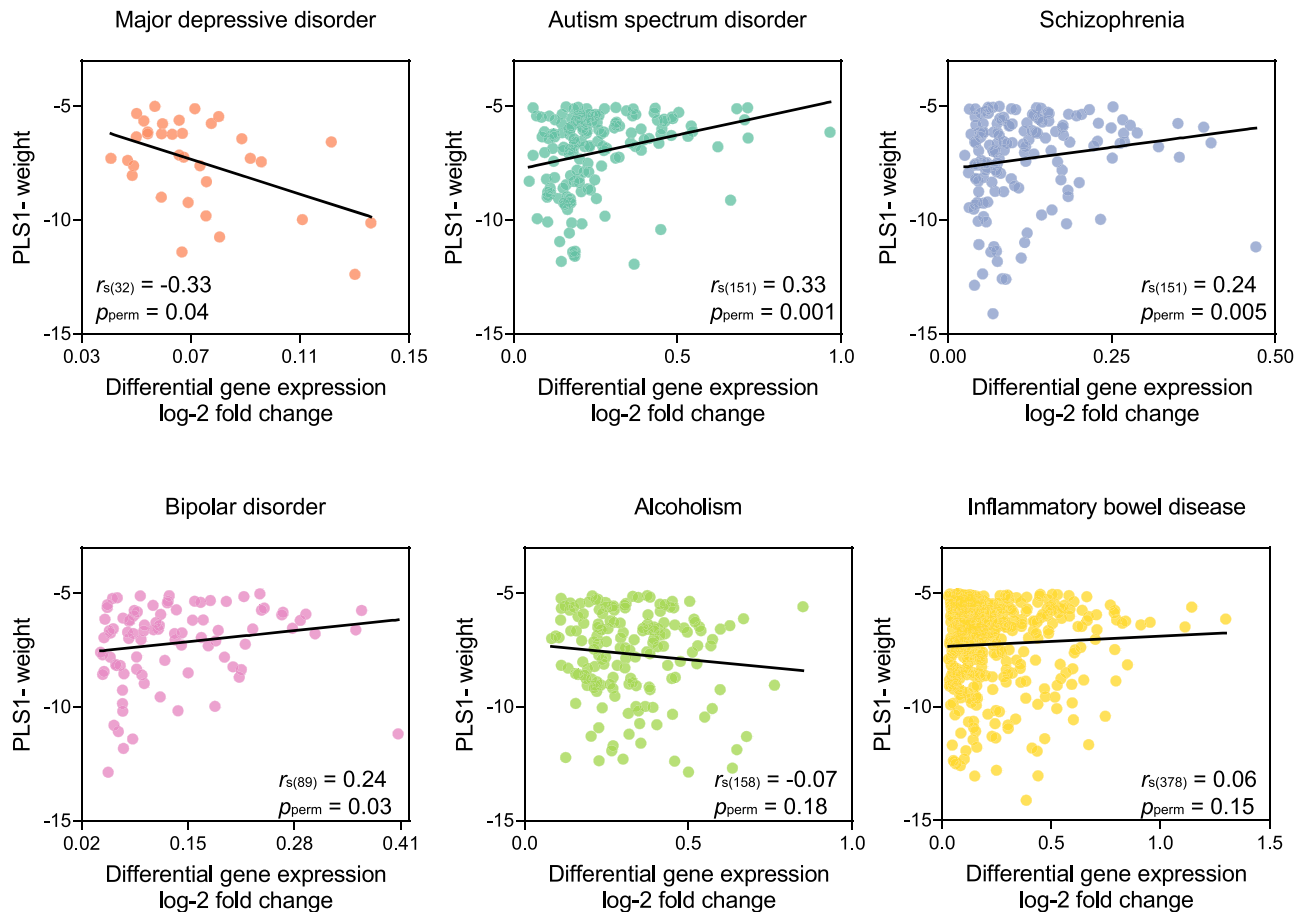 Major depressive disorder
PLS1- weight
-5
-10
-15
rs(32) = -0.33
pperm = 0.04
0.03 0.07 0.11 0.15
Differential gene expression
log-2 fold change
Autism spectrum disorder
PLS1- weight
-5
-10
-15
rs(151) = 0.33
pperm = 0.001
0.0 0.5 1.0
Differential gene expression
log-2 fold change
Schizophrenia
PLS1- weight
-5
-10
-15
rs(151) = 0.24
pperm = 0.005
0.00 0.25 0.50
Differential gene expression
log-2 fold change
Bipolar disorder
PLS1- weight
-5
-10
-15
rs(89) = 0.24
pperm = 0.03
0.02 0.15 0.28 0.41
Differential gene expression
log-2 fold change
Alcoholism
PLS1- weight
-5
-10
-15
rs(158) = -0.07
pperm = 0.18
0.0 0.5 1.0
Differential gene expression
log-2 fold change
Inflammatory bowel disease
PLS1- weight
-5
-10
-15
rs(378) = 0.06
pperm = 0.15
0.0 0.5 1.0 1.5
Differential gene expression
log-2 fold change